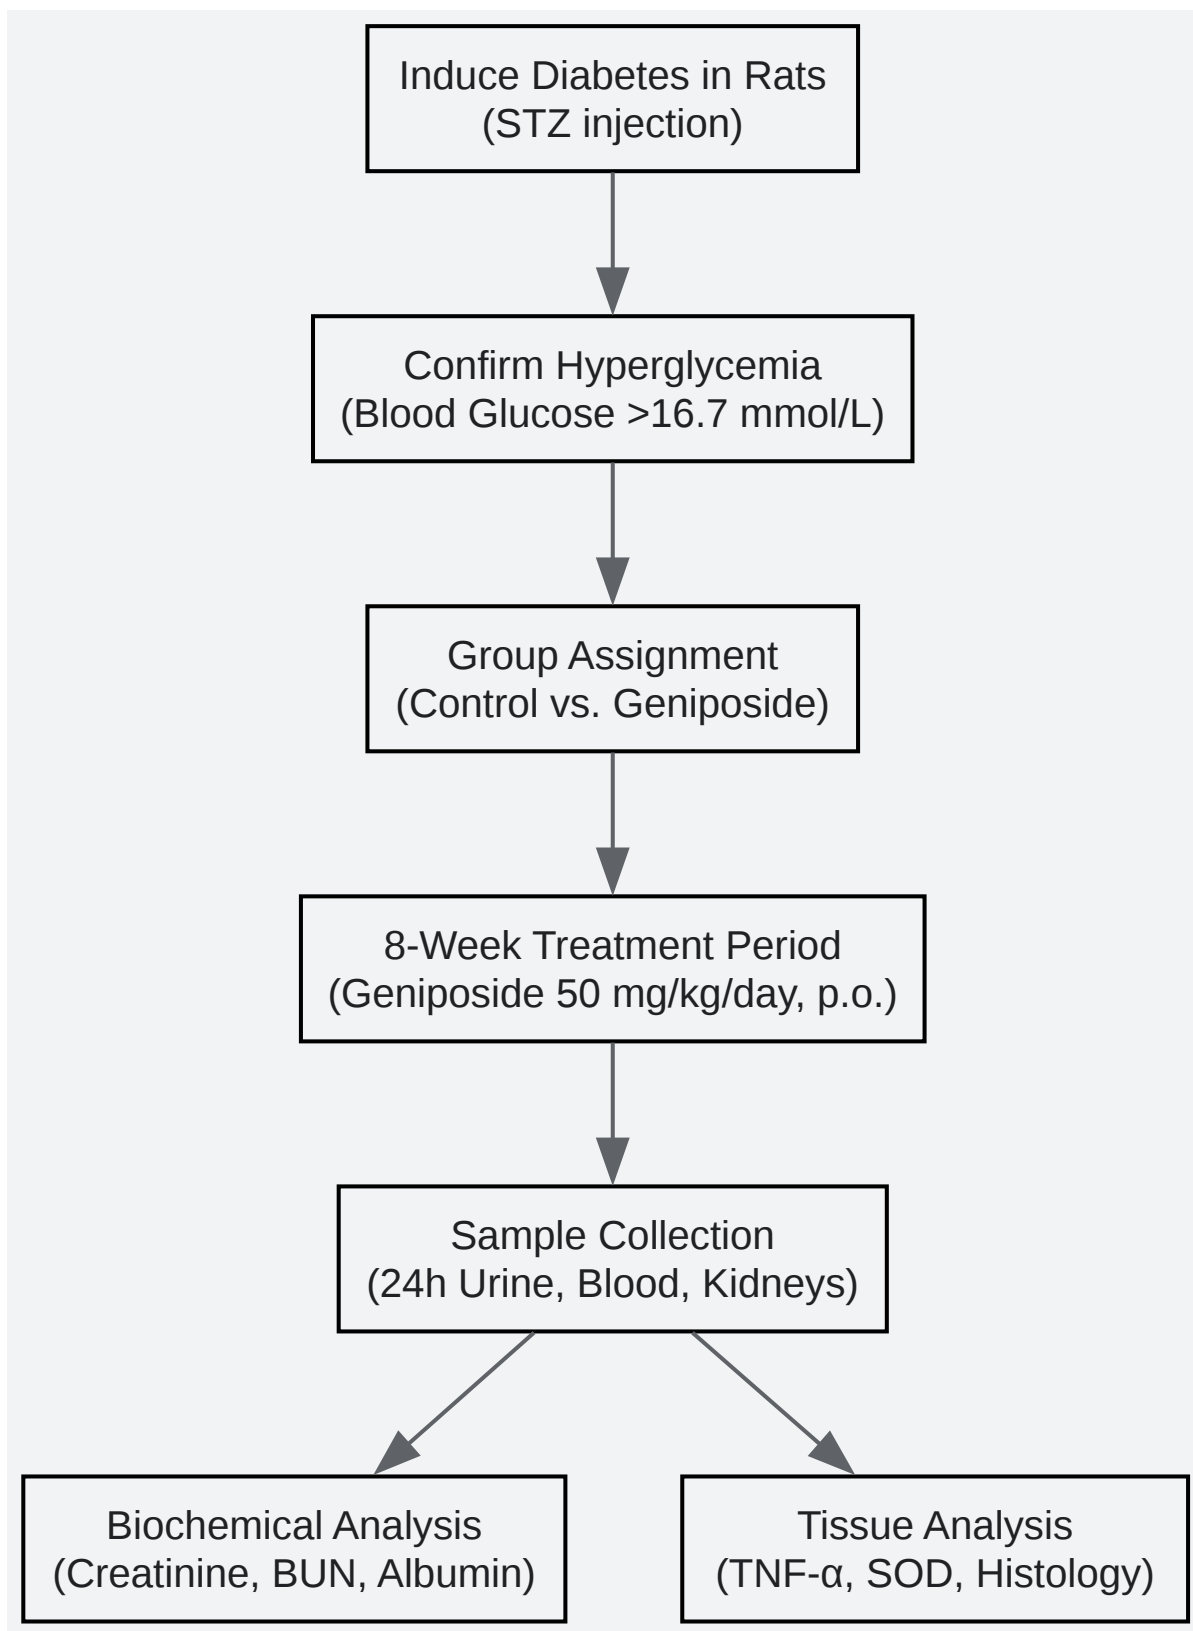 Induce Diabetes in Rats
(STZ injection)
Confirm Hyperglycemia
(Blood Glucose >16.7 mmol/L)
Group Assignment
(Control vs. Geniposide)
8-Week Treatment Period
(Geniposide 50 mg/kg/day, p.o.)
Sample Collection
(24h Urine, Blood, Kidneys)
Biochemical Analysis
(Creatinine, BUN, Albumin)
Tissue Analysis
(TNF-α, SOD, Histology)